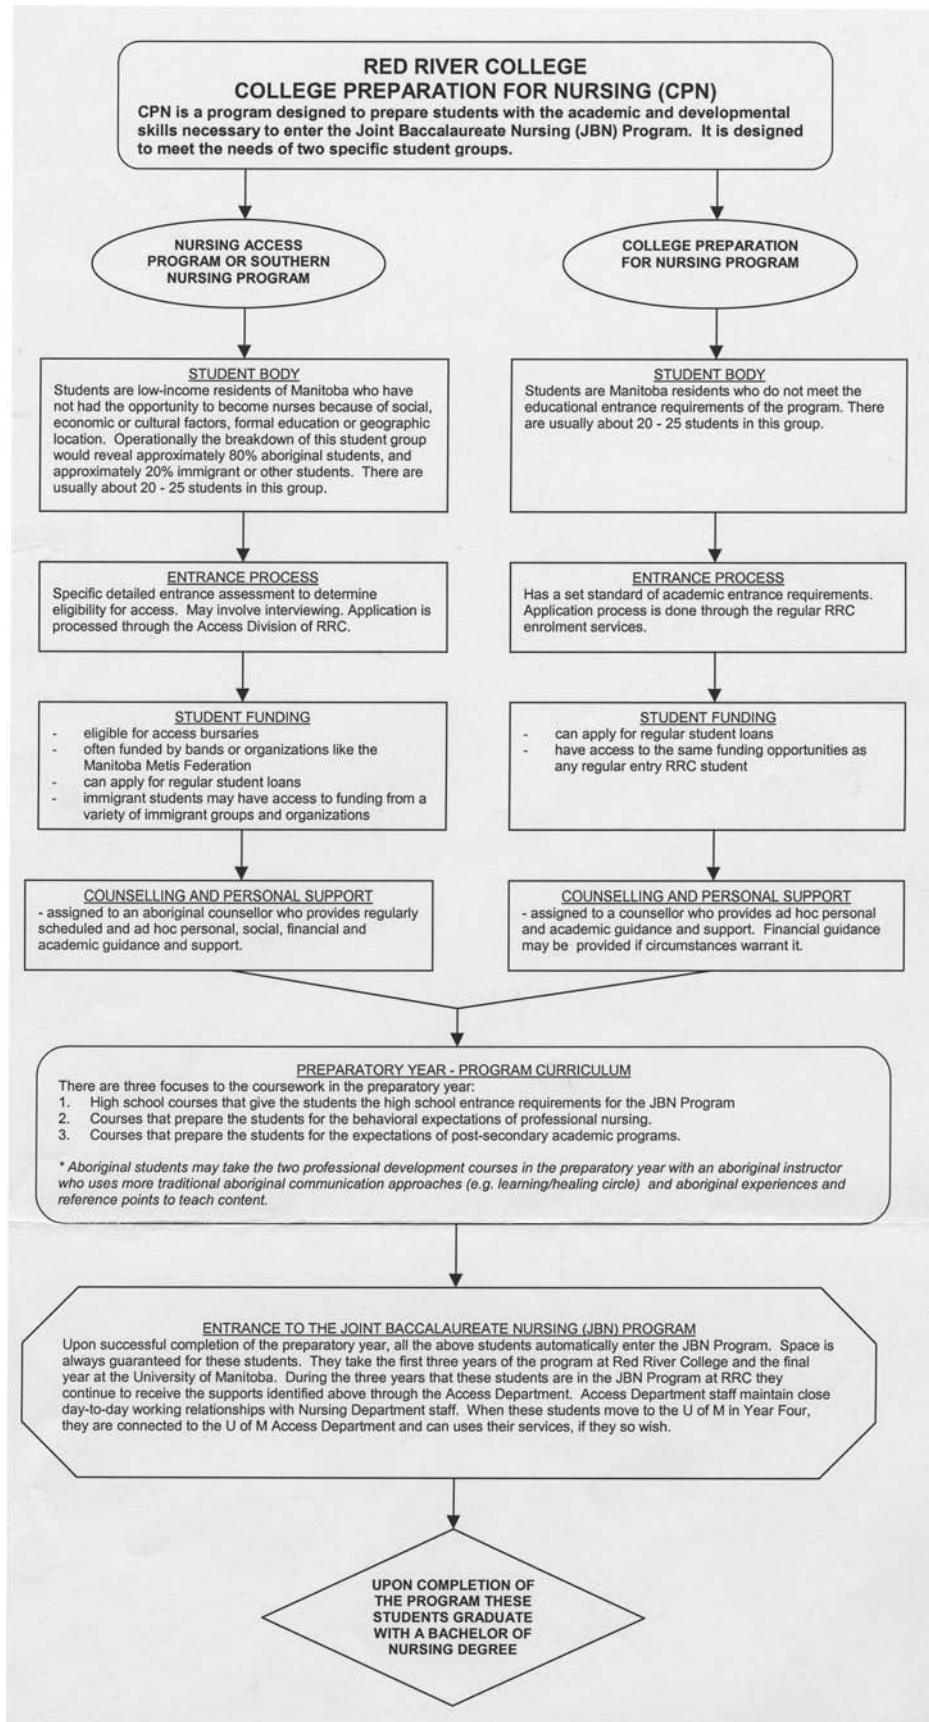 RED RIVER COLLEGE
COLLEGE PREPARATION FOR NURSING (CPN)
CPN is a program designed to prepare students with the academic and developmental
skills necessary to enter the Joint Baccalaureate Nursing (JBN) Program.  It is designed
to meet the needs of two specific student groups.
NURSING ACCESS
PROGRAM OR SOUTHERN
NURSING PROGRAM
STUDENT BODY
Students are low-income residents of Manitoba who have
not had the opportunity to become nurses because of social,
economic or cultural factors, formal education or geographic
location.  Operationally the breakdown of this student group
would reveal approximately 80% aboriginal students, and
approximately 20% immigrant or other students.  There are
usually about 20 - 25 students in this group.
ENTRANCE PROCESS
Specific detailed entrance assessment to determine
eligibility for access.  May involve interviewing. Application is
processed through the Access Division of RRC.
STUDENT FUNDING
- eligible for access bursaries
- often funded by bands or organizations like the
Manitoba Metis Federation
- can apply for regular student loans
- immigrant students may have access to funding from a
variety of immigrant groups and organizations
COUNSELLING AND PERSONAL SUPPORT
- assigned to an aboriginal counsellor who provides regularly
scheduled and ad hoc personal, social, financial and
academic guidance and support.
COLLEGE PREPARATION
FOR NURSING PROGRAM
STUDENT BODY
Students are Manitoba residents who do not meet the
educational entrance requirements of the program. There
are usually about 20 - 25 students in this group.
ENTRANCE PROCESS
Has a set standard of academic entrance requirements.
Application process is done through the regular RRC
enrolment services.
STUDENT FUNDING
- can apply for regular student loans
- have access to the same funding opportunities as
any regular entry RRC student
COUNSELLING AND PERSONAL SUPPORT
- assigned to a counsellor who provides ad hoc personal
and academic guidance and support.  Financial guidance
may be  provided if circumstances warrant it.
PREPARATORY YEAR - PROGRAM CURRICULUM
There are three focuses to the coursework in the preparatory year:
1. High school courses that give the students the high school entrance requirements for the JBN Program
2. Courses that prepare the students for the behavioral expectations of professional nursing.
3. Courses that prepare the students for the expectations of post-secondary academic programs.
* Aboriginal students may take the two professional development courses in the preparatory year with an aboriginal instructor
who uses more traditional aboriginal communication approaches (e.g. learning/healing circle)  and aboriginal experiences and
reference points to teach content.
ENTRANCE TO THE JOINT BACCALAUREATE NURSING (JBN) PROGRAM
Upon successful completion of the preparatory year, all the above students automatically enter the JBN Program.  Space is
always guaranteed for these students.  They take the first three years of the program at Red River College and the final
year at the University of Manitoba.  During the three years that these students are in the JBN Program at RRC they
continue to receive the supports identified above through the Access Department.  Access Department staff maintain close
day-to-day working relationships with Nursing Department staff.  When these students move to the U of M in Year Four,
they are connected to the U of M Access Department and can uses their services, if they so wish.
UPON COMPLETION OF
THE PROGRAM THESE
STUDENTS GRADUATE
WITH A BACHELOR OF
NURSING DEGREE